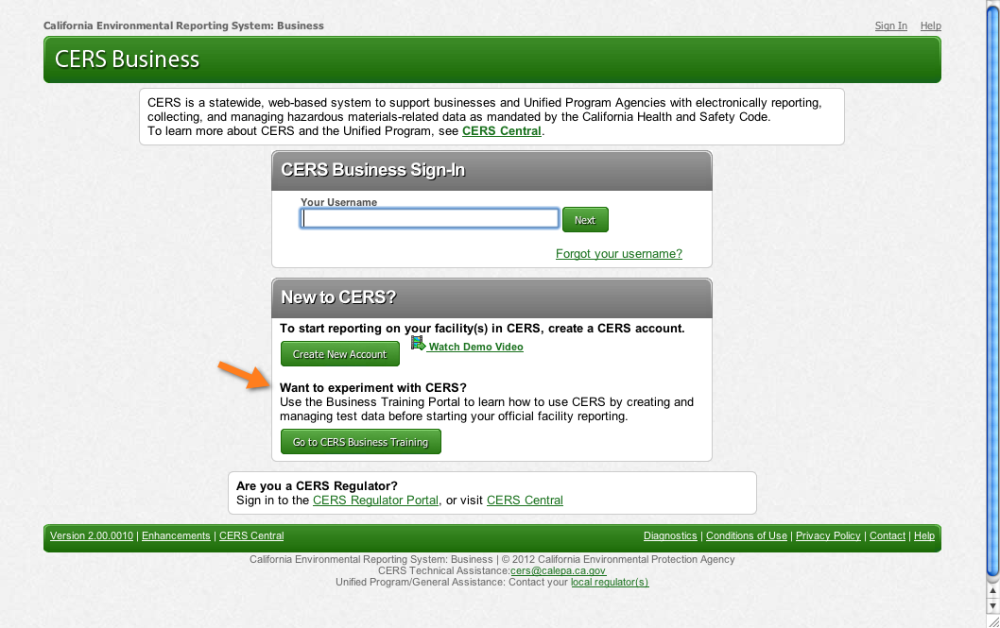 California Environmental Reporting System: Business
Sign In Help
CERS Business
CERS is a statewide, web-based system to support businesses and Unified Program Agencies with electronically reporting,
collecting, and managing hazardous materials-related data as mandated by the California Health and Safety Code.
To learn more about CERS and the Unified Program, see CERS Central.
CERS Business Sign-In
Your Username
Next
Forgot your username?
New to CERS?
To start reporting on your facility(s) in CERS, create a CERS account.
Create New Account Watch Demo Video
Want to experiment with CERS?
Use the Business Training Portal to learn how to use CERS by creating and
managing test data before starting your official facility reporting.
Go to CERS Business Training
Are you a CERS Regulator?
Sign in to the CERS Regulator Portal, or visit CERS Central
Version 2.00.0010 | Enhancements | CERS Central
Diagnostics | Conditions of Use | Privacy Policy | Contact | Help
California Environmental Reporting System: Business | © 2012 California Environmental Protection Agency
CERS Technical Assistance:cers@calepa.ca.gov
Unified Program/General Assistance: Contact your local regulator(s)